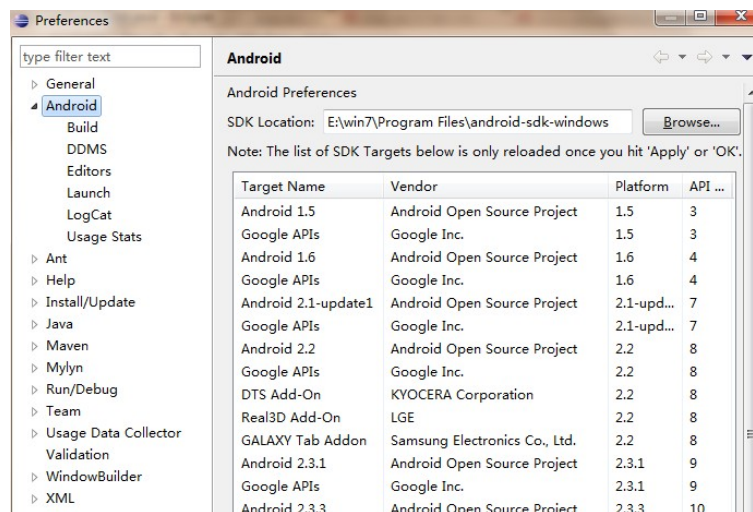 Preferences
type filter text
General
Android
Build
DDMS
Editors
Launch
LogCat
Usage Stats
Ant
Help
Install/Update
Java
Maven
Mylyn
Run/Debug
Team
Usage Data Collector
Validation
WindowBuilder
XML
Android
Android Preferences
SDK Location: E:\win7\Program Files\android-sdk-windows Browse...
Note: The list of SDK Targets below is only reloaded once you hit 'Apply' or 'OK'.
Target Name Vendor Platform API ...
Android 1.5 Android Open Source Project 1.5 3
Google APIs Google Inc. 1.5 3
Android 1.6 Android Open Source Project 1.6 4
Google APIs Google Inc. 1.6 4
Android 2.1-update1 Android Open Source Project 2.1-upd... 7
Google APIs Google Inc. 2.1-upd... 7
Android 2.2 Android Open Source Project 2.2 8
Google APIs Google Inc. 2.2 8
DTS Add-On KYOCERA Corporation 2.2 8
Real3D Add-On LGE 2.2 8
GALAXY Tab Addon Samsung Electronics Co., Ltd. 2.2 8
Android 2.3.1 Android Open Source Project 2.3.1 9
Google APIs Google Inc. 2.3.1 9
Android 2.3.3 Android Open Source Project 2.3.3 10